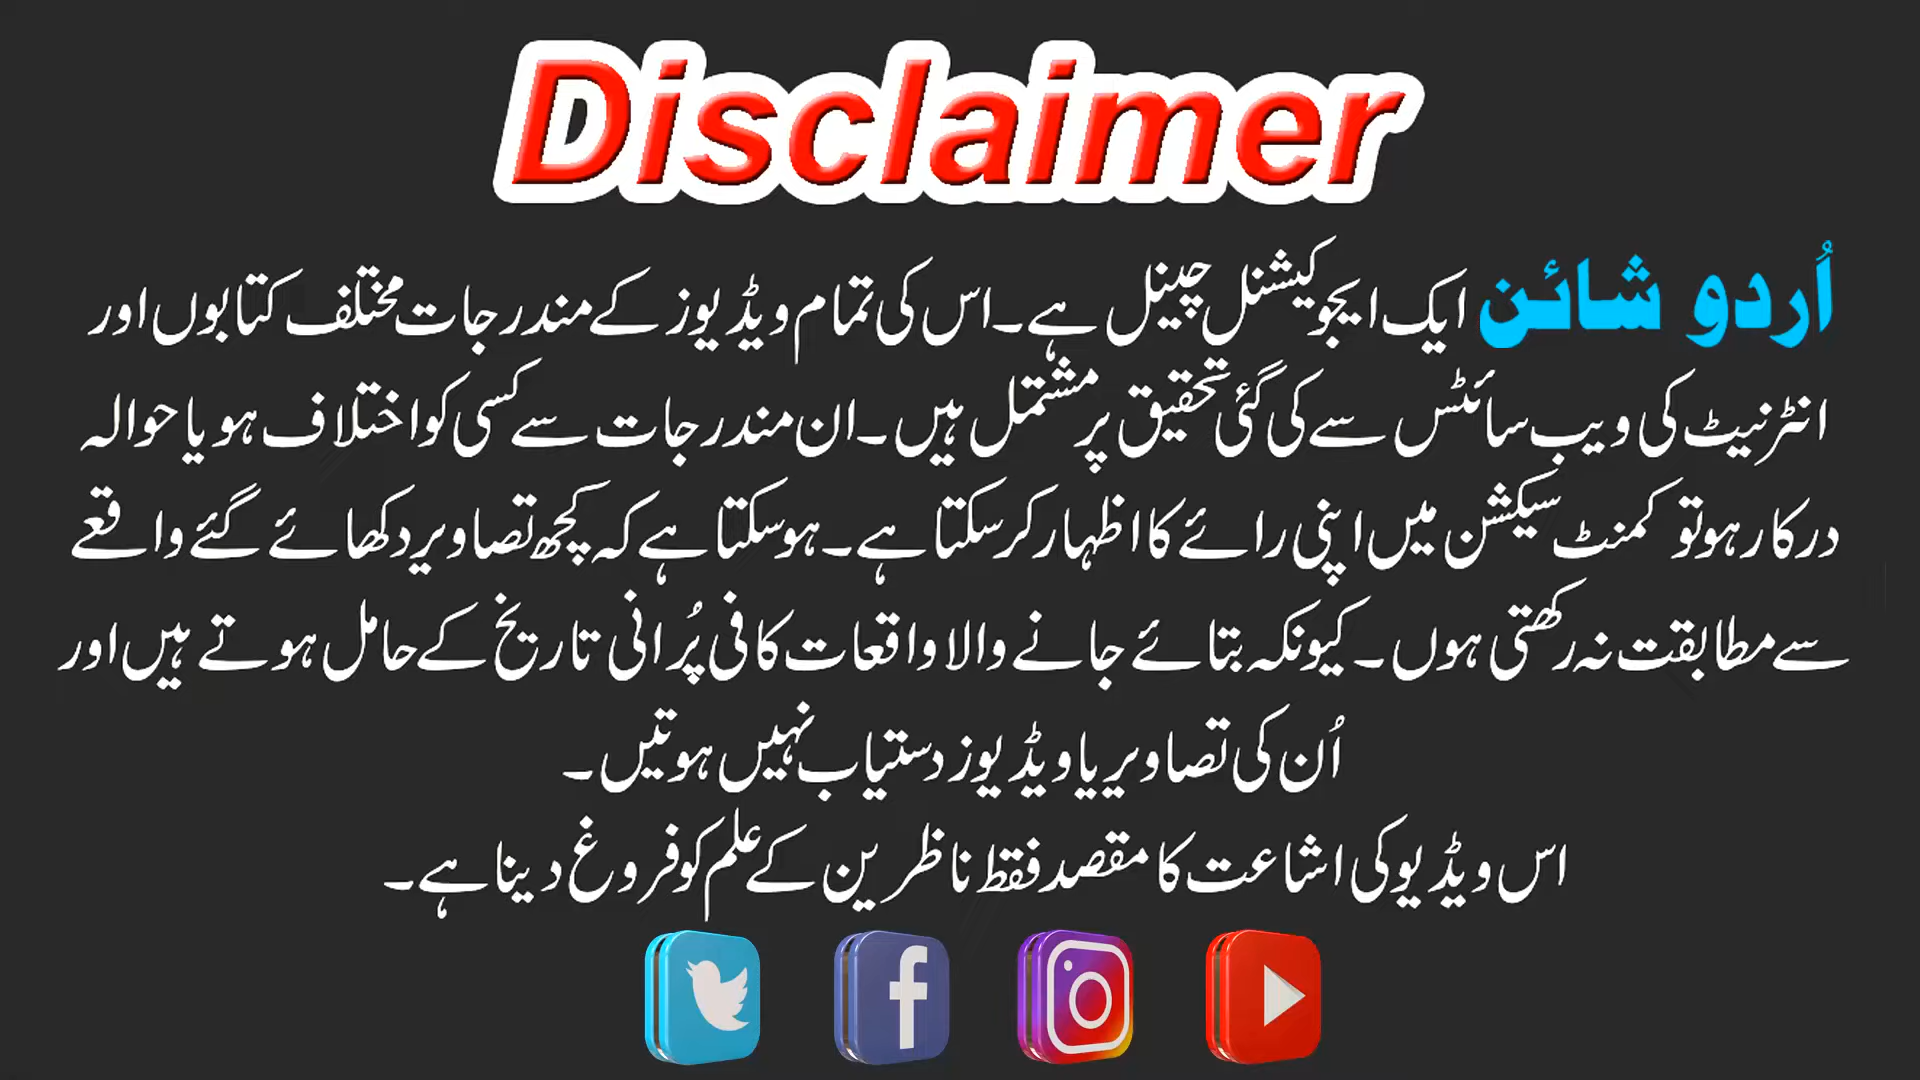 Disclaimer
اُردو شائن ایک ایجوکیشنل چینل ہے۔اس کی تمام ویڈیوز کے مندرجات مختلف کتابوں اور
انٹرنیٹ کی ویب سائٹس سے کی گئی تحقیق پر مشتمل ہیں۔ان مندرجات سے کسی کو اختلاف ہو یا حوالہ
درکار ہو تو کمنٹ سیکشن میں اپنی رائے کا اظہار کر سکتا ہے۔ہو سکتا ہے کہ کچھ تصاویر دکھائے گئے واقعے
سے مطابقت نہ رکھتی ہوں۔کیونکہ بتائے جانے والا واقعات کافی پُرانی تاریخ کے حامل ہوتے ہیں اور
اُن کی تصاویر یا ویڈیوز دستیاب نہیں ہوتیں۔
اس ویڈیو کی اشاعت کا مقصد فقط ناظرین کے علم کو فروغ دینا ہے۔